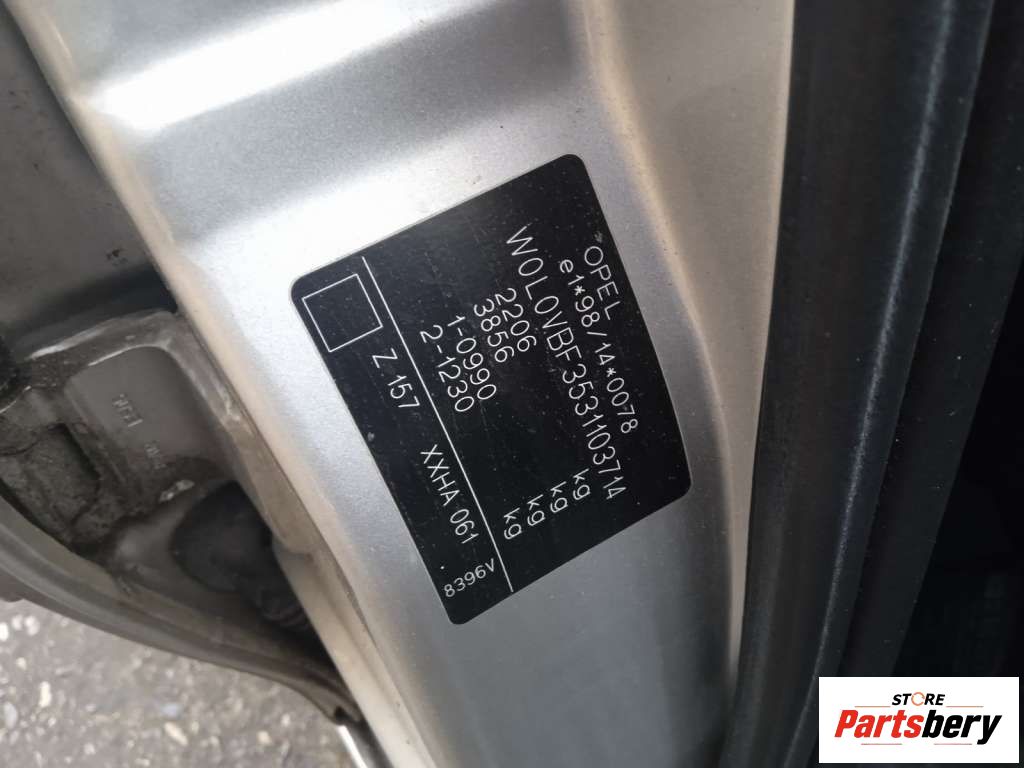 OPEL
e1*98/14*0078
W0L0VBF3531103714
2206 kg
3856 kg
1-0990 kg
2-1230 kg
Z 157 XXHA 061
8396V
STORE
Partsbery